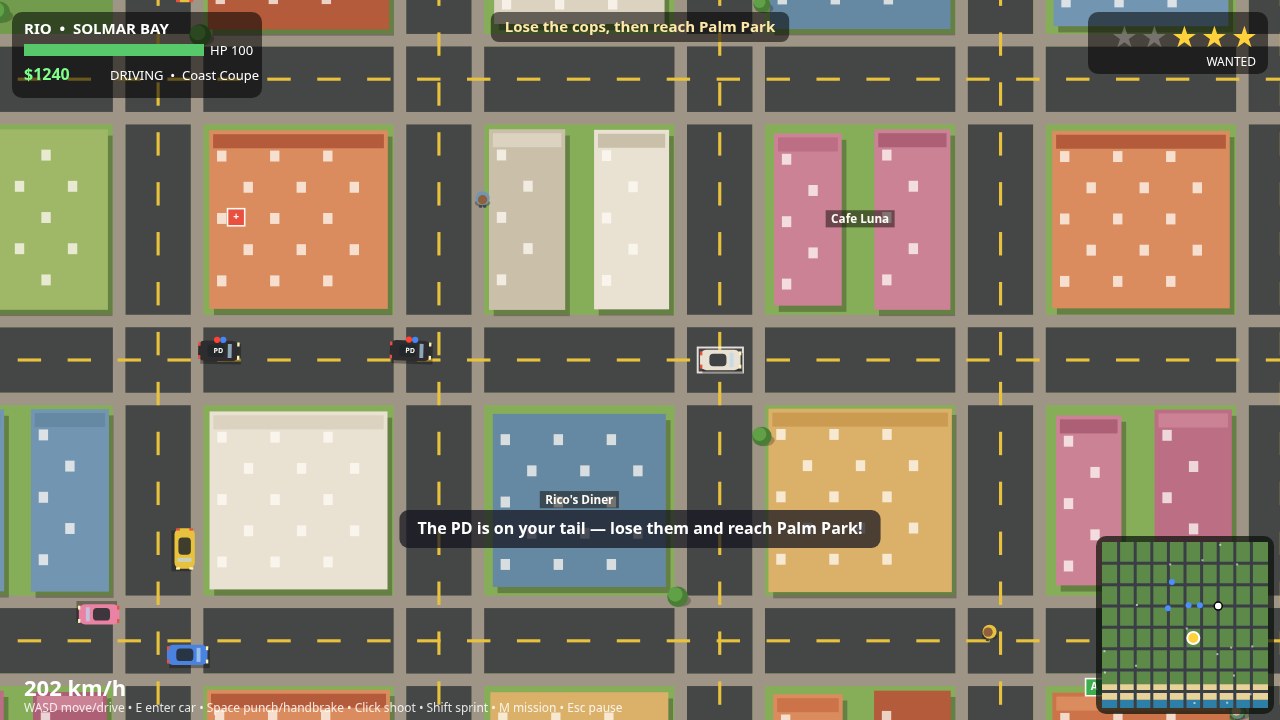 RIO • SOLMAR BAY
HP 100
$1240
DRIVING • Coast Coupe
Lose the cops, then reach Palm Park
WANTED
Cafe Luna
PD
PD
Rico's Diner
The PD is on your tail — lose them and reach Palm Park!
202 km/h
WASD move/drive • E enter car • Space punch/handbrake • Click shoot • Shift sprint • M mission • Esc pause